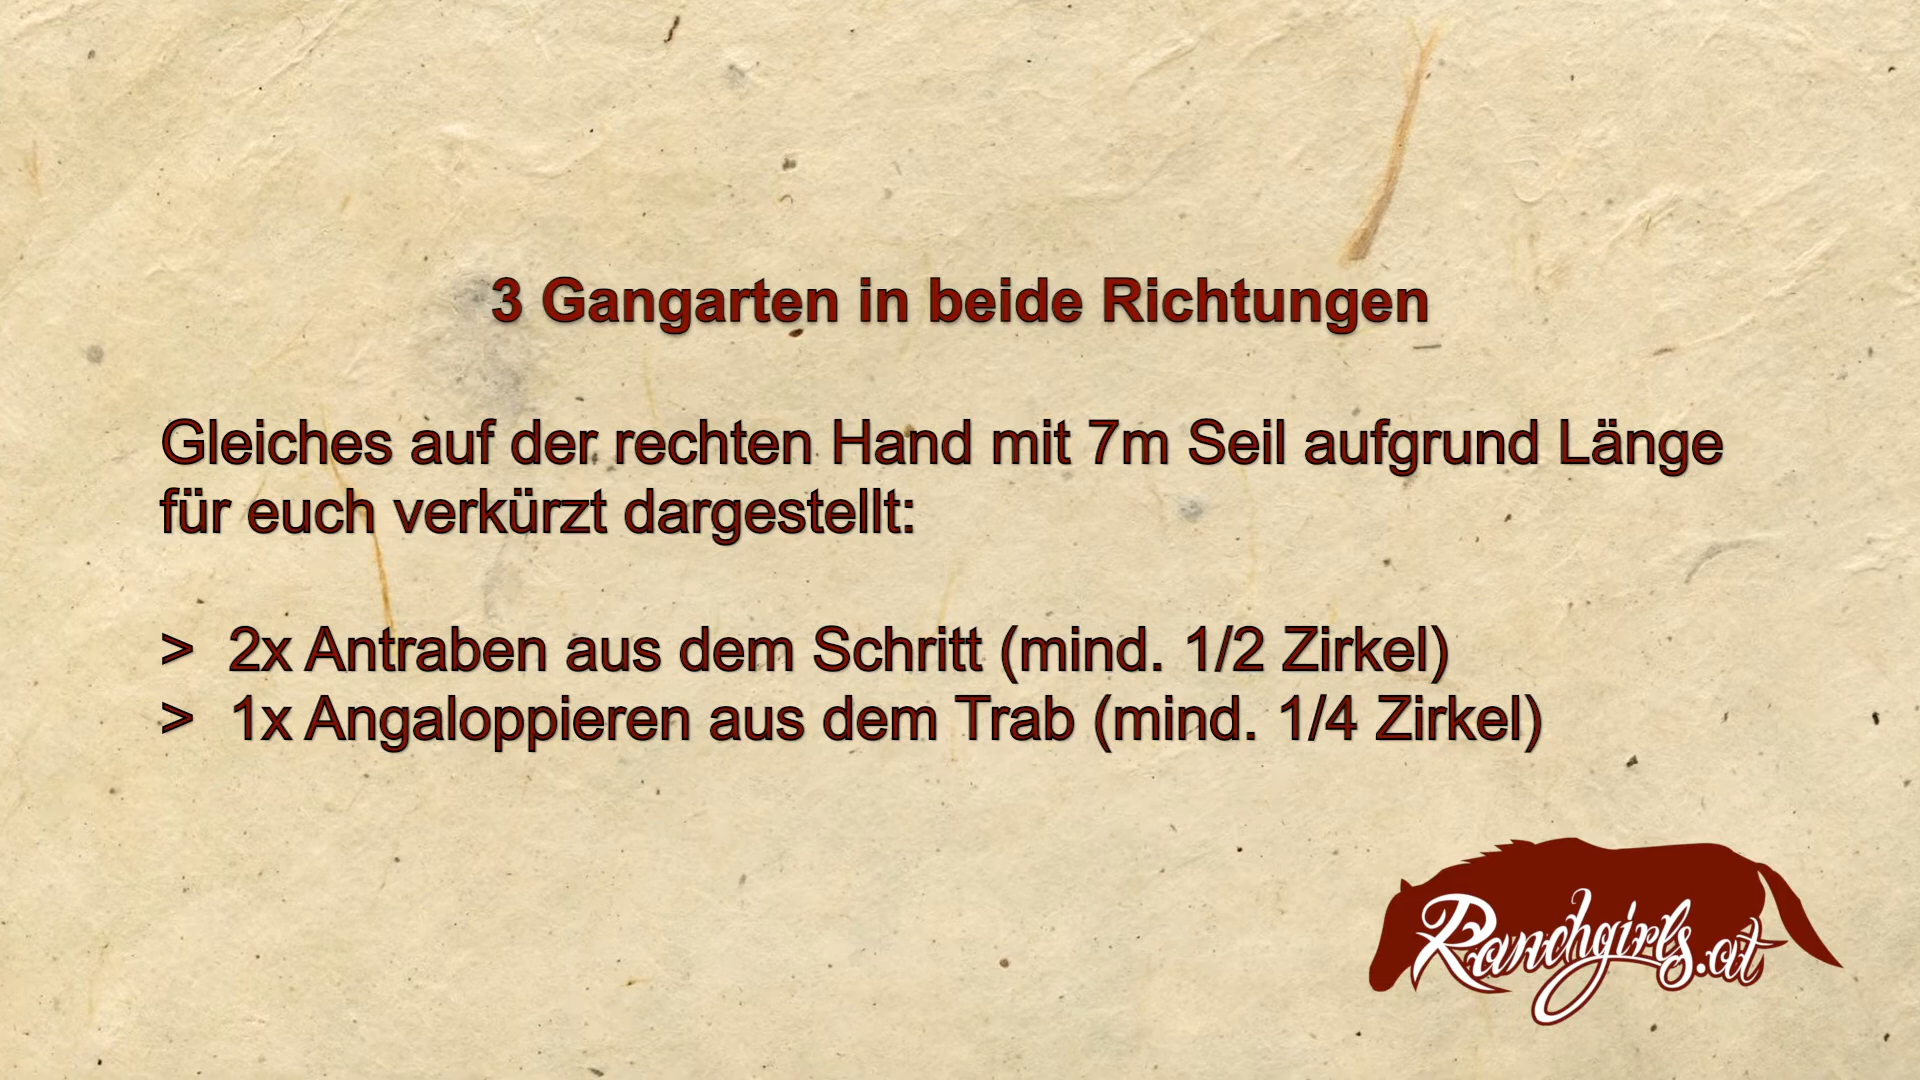 3 Gangarten in beide Richtungen
Gleiches auf der rechten Hand mit 7m Seil aufgrund Länge
für euch verkürzt dargestellt:
> 2x Antraben aus dem Schritt (mind. 1/2 Zirkel)
> 1x Angaloppieren aus dem Trab (mind. 1/4 Zirkel)
Ranchgirls.at